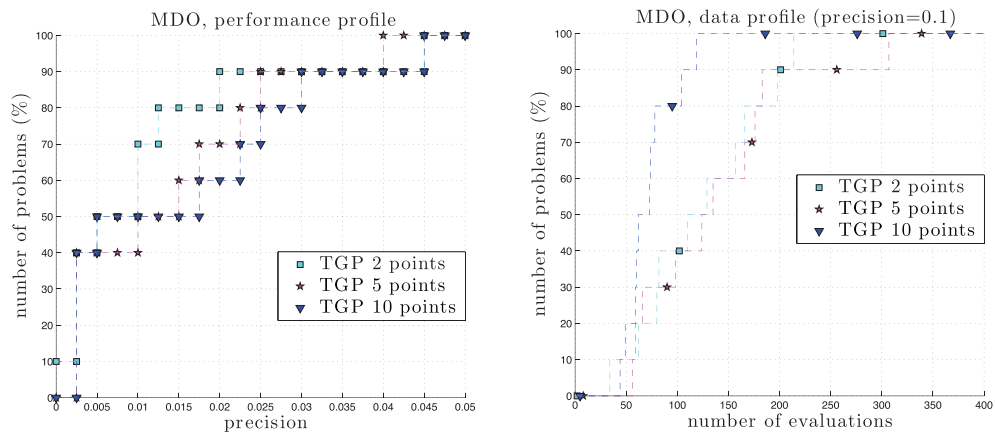 MDO, performance profile
number of problems (%)
100
90
80
70
60
50
40
30
20
10
0
0 0.005 0.01 0.015 0.02 0.025 0.03 0.035 0.04 0.045 0.05
precision
TGP 2 points
TGP 5 points
TGP 10 points
MDO, data profile (precision=0.1)
number of problems (%)
100
90
80
70
60
50
40
30
20
10
0
0 50 100 150 200 250 300 350 400
number of evaluations
TGP 2 points
TGP 5 points
TGP 10 points